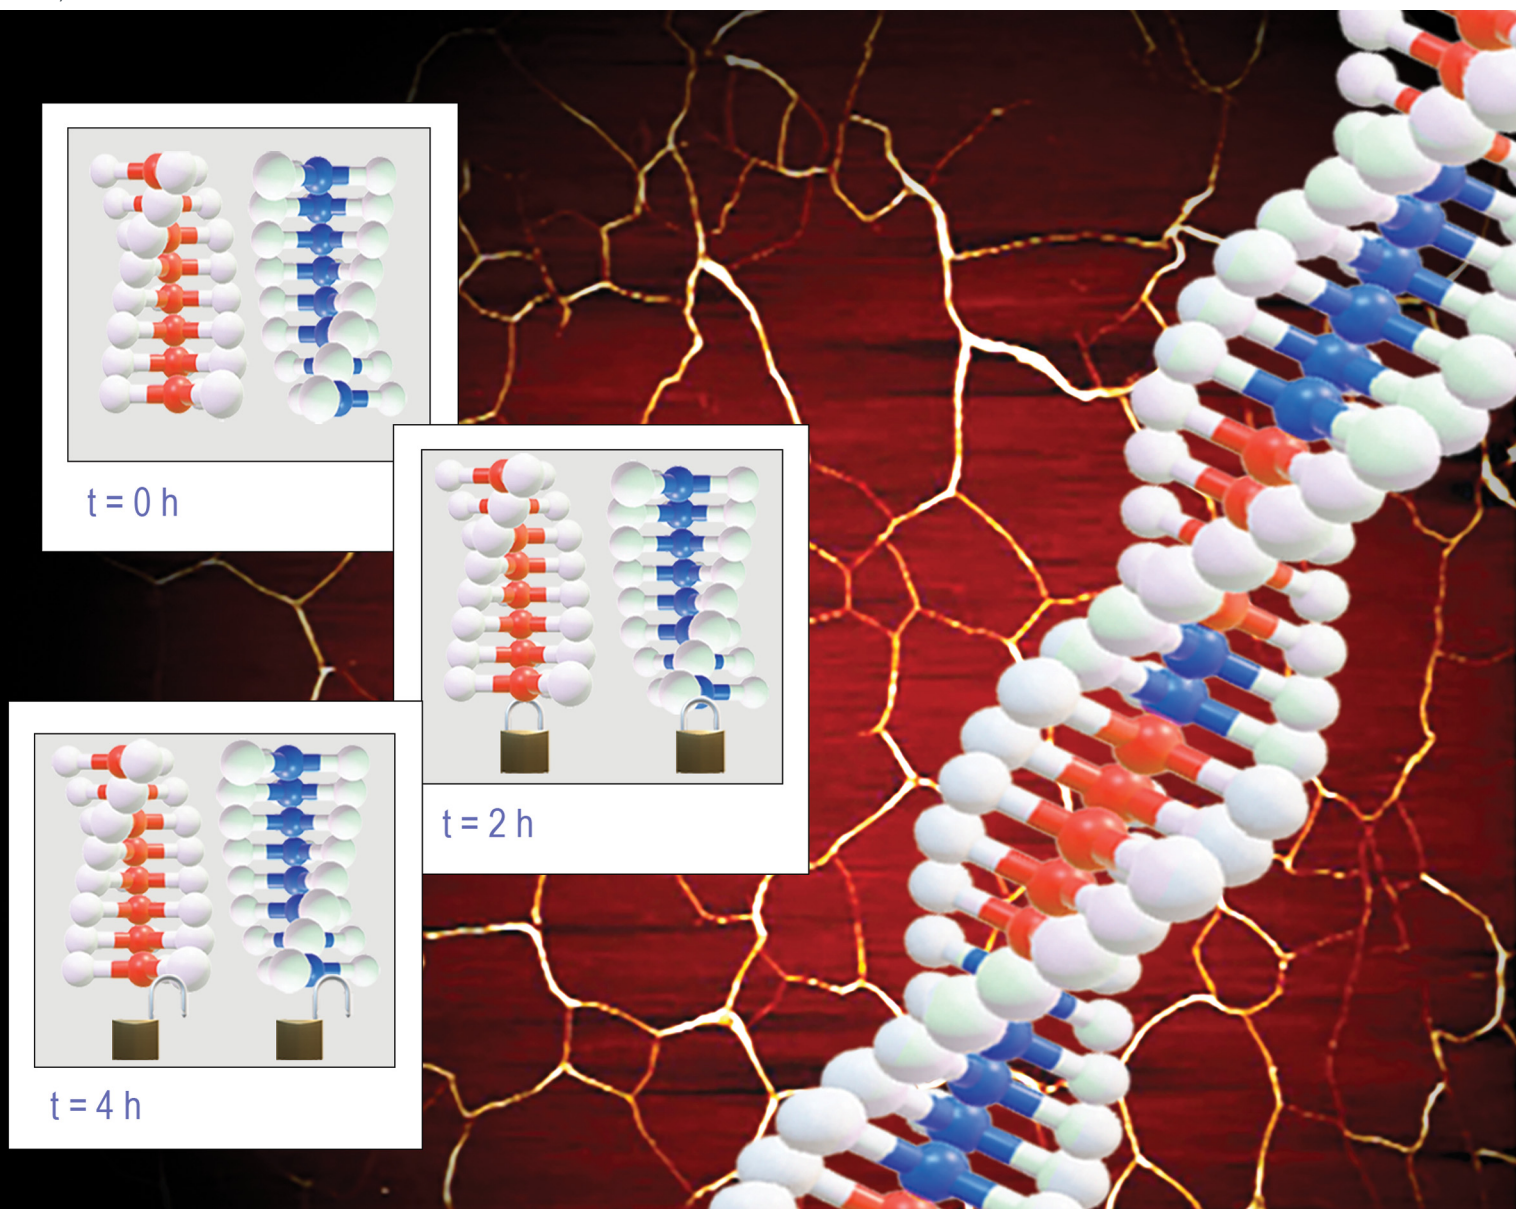 t = 0 h
t = 2 h
t = 4 h